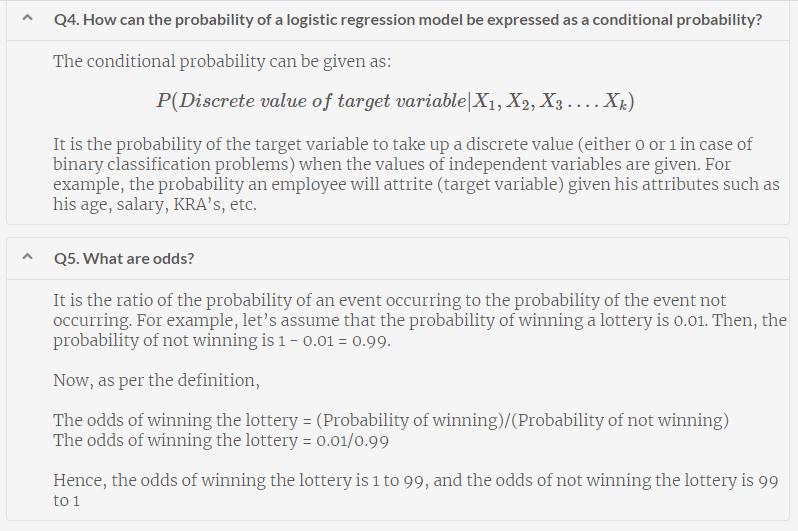 Q4. How can the probability of a logistic regression model be expressed as a conditional probability?
The conditional probability can be given as:
P(Discrete value of target variable|X₁, X₂, X₃ . . . . Xₖ)
It is the probability of the target variable to take up a discrete value (either 0 or 1 in case of
binary classification problems) when the values of independent variables are given. For
example, the probability an employee will attrite (target variable) given his attributes such as
his age, salary, KRA’s, etc.
Q5. What are odds?
It is the ratio of the probability of an event occurring to the probability of the event not
occurring. For example, let’s assume that the probability of winning a lottery is 0.01. Then, the
probability of not winning is 1 - 0.01 = 0.99.
Now, as per the definition,
The odds of winning the lottery = (Probability of winning)/(Probability of not winning)
The odds of winning the lottery = 0.01/0.99
Hence, the odds of winning the lottery is 1 to 99, and the odds of not winning the lottery is 99
to 1